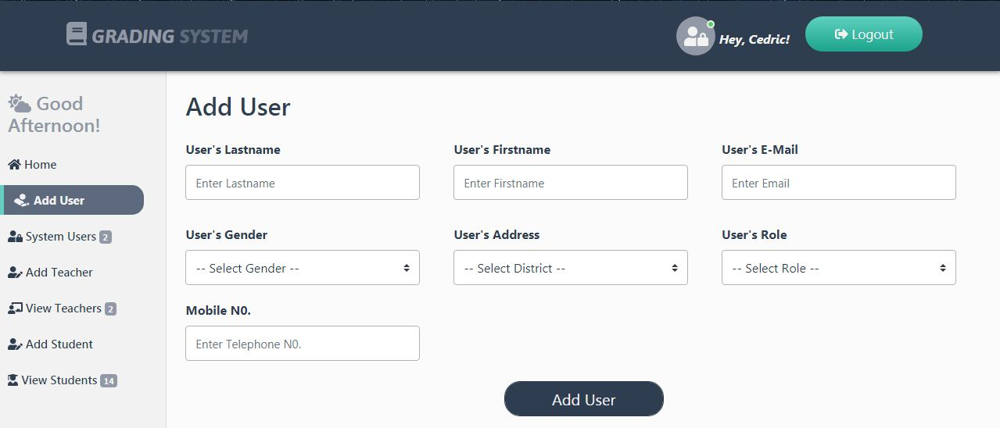 GRADING SYSTEM
Hey, Cedric!
Logout
Good
Afternoon!
Home
Add User
System Users 2
Add Teacher
View Teachers 2
Add Student
View Students 14
Add User
User's Lastname
User's Firstname
User's E-Mail
Enter Lastname
Enter Firstname
Enter Email
User's Gender
User's Address
User's Role
-- Select Gender --
-- Select District --
-- Select Role --
Mobile N0.
Enter Telephone N0.
Add User